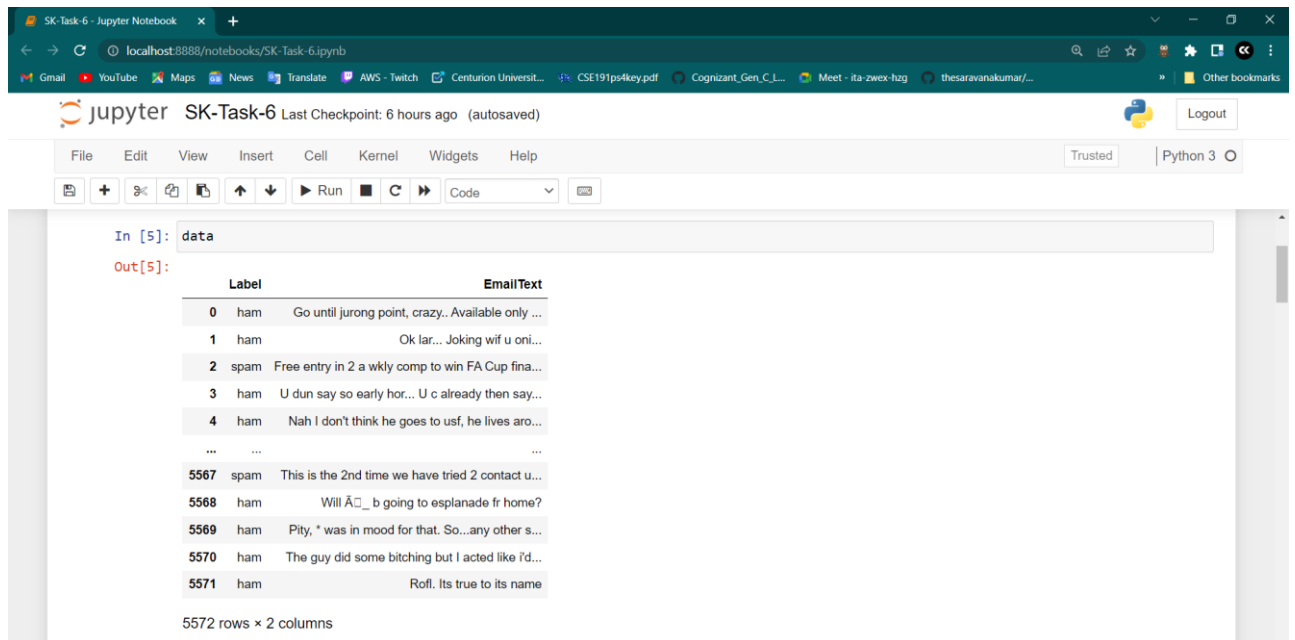 SK-Task-6 - Jupyter Notebook
localhost:8888/notebooks/SK-Task-6.ipynb
Gmail YouTube Maps News Translate AWS - Twitch Centurion Universit... CSE191ps4key.pdf Cognizant_Gen_C_L... Meet - ita-zwex-hzg thesaravanakumar/... » Other bookmarks
jupyter SK-Task-6 Last Checkpoint: 6 hours ago (autosaved) Logout
File Edit View Insert Cell Kernel Widgets Help Trusted Python 3
Run Code
In [5]: data
Out[5]:
Label EmailText
0 ham Go until jurong point, crazy.. Available only ...
1 ham Ok lar... Joking wif u oni...
2 spam Free entry in 2 a wkly comp to win FA Cup fina...
3 ham U dun say so early hor... U c already then say...
4 ham Nah I don't think he goes to usf, he lives aro...
... ... ...
5567 spam This is the 2nd time we have tried 2 contact u...
5568 ham Will Ã_ b going to esplanade fr home?
5569 ham Pity, * was in mood for that. So...any other s...
5570 ham The guy did some bitching but I acted like i'd...
5571 ham Rofl. Its true to its name
5572 rows × 2 columns